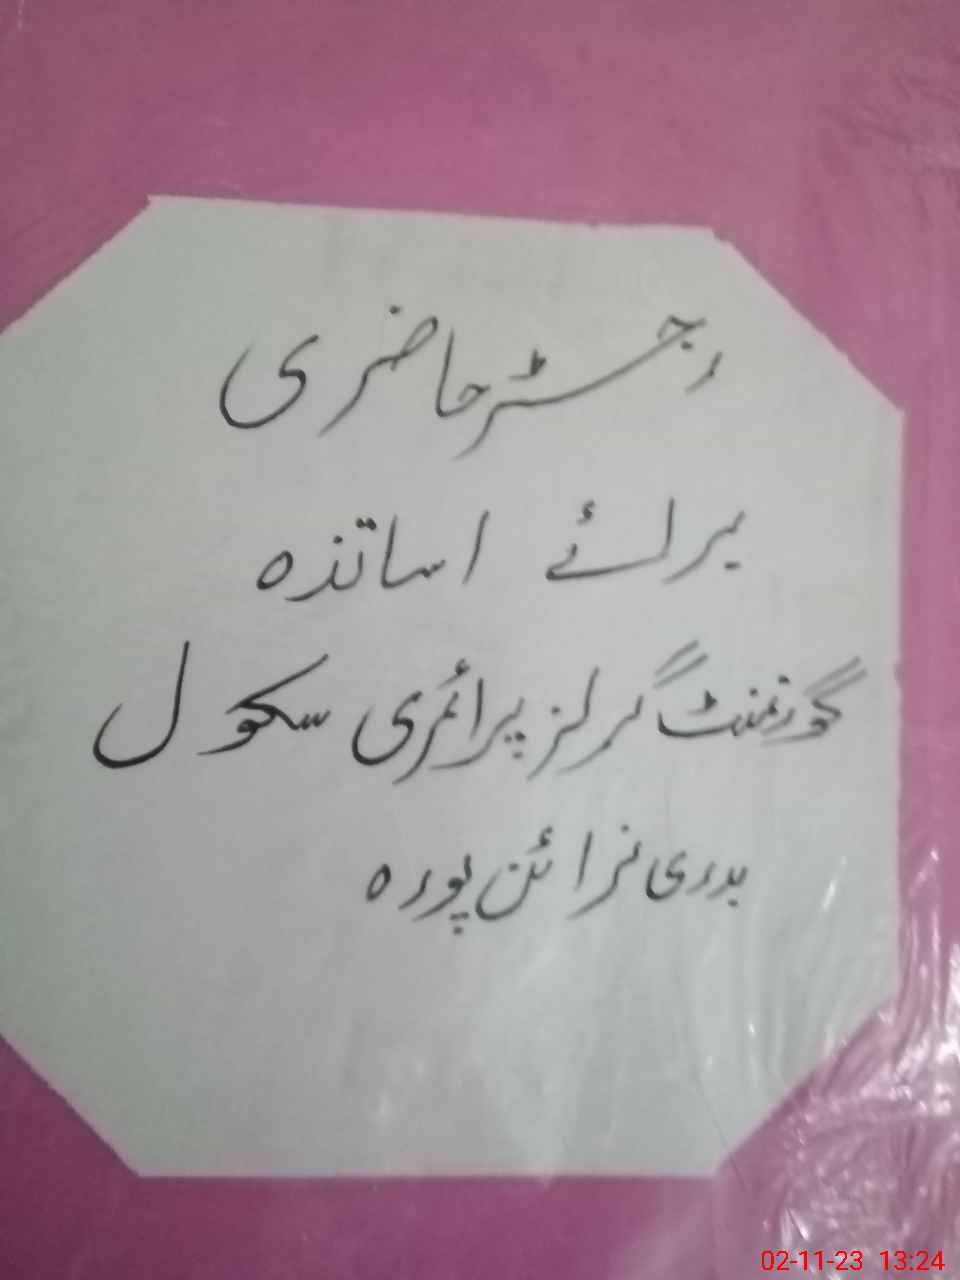 رجسٹر حاضری
برائے اساتذہ
گورنمنٹ گرلز پرائمری سکول
بدری نرائن پورہ
02-11-23 13:24